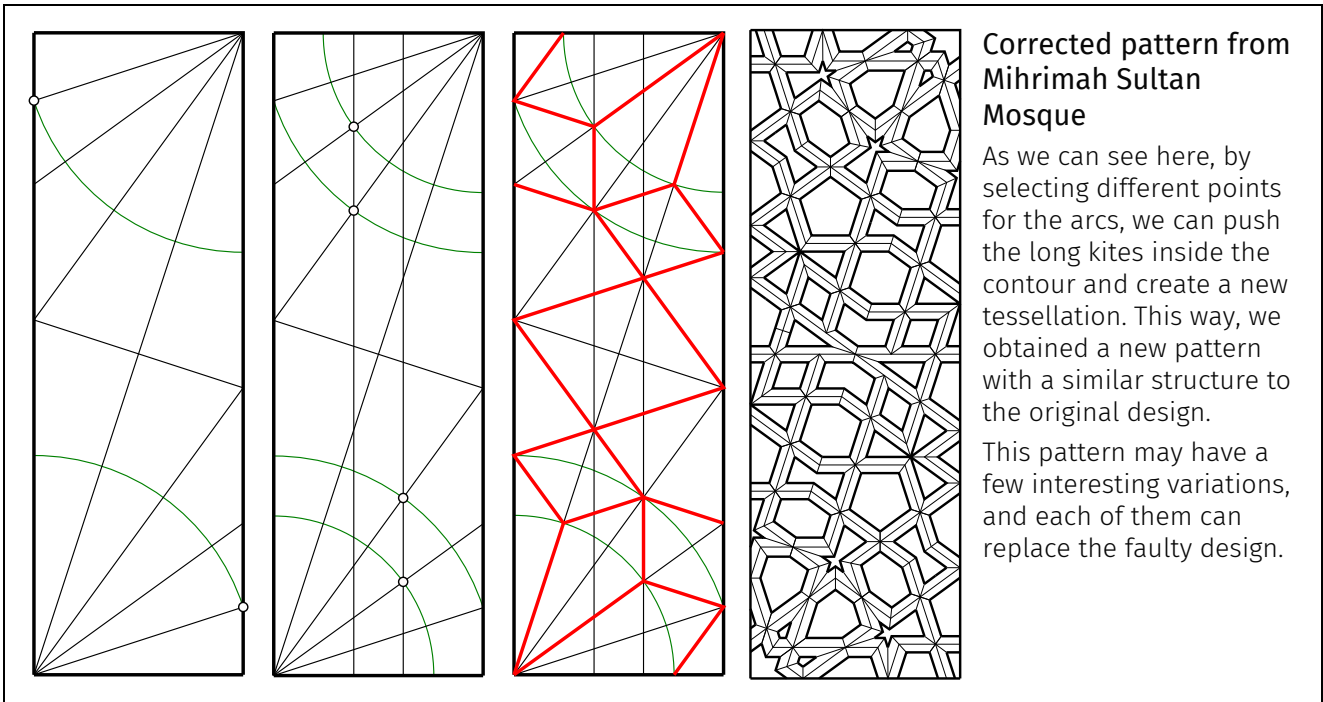 Corrected pattern from
Mihrimah Sultan
Mosque
As we can see here, by
selecting different points
for the arcs, we can push
the long kites inside the
contour and create a new
tessellation. This way, we
obtained a new pattern
with a similar structure to
the original design.
This pattern may have a
few interesting variations,
and each of them can
replace the faulty design.